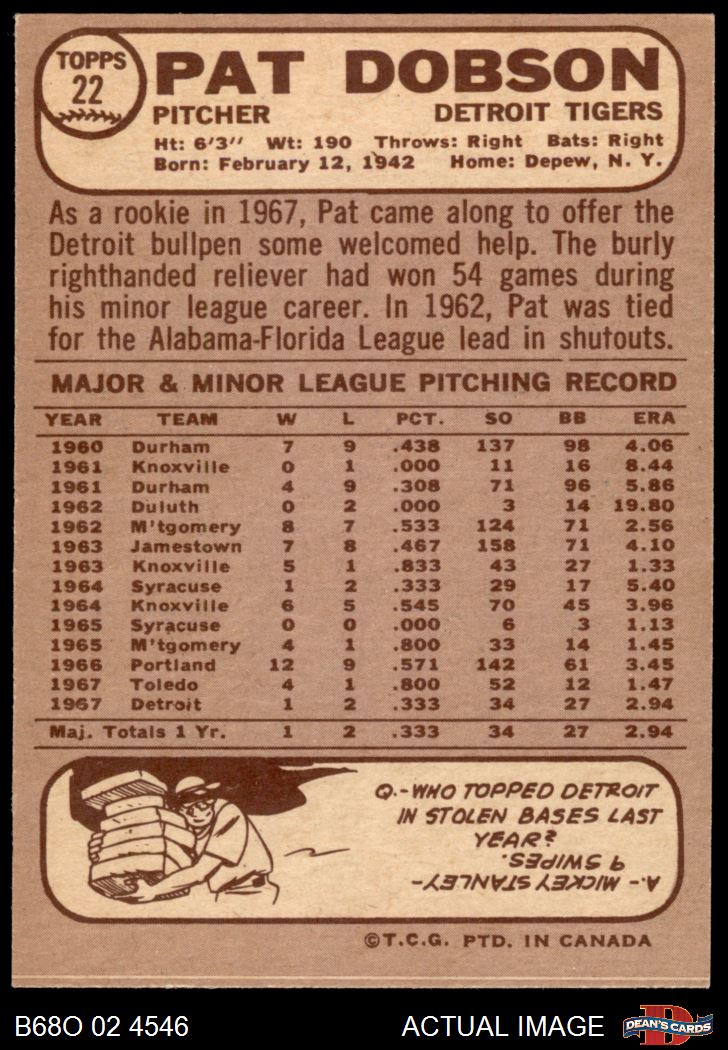 TOPPS
22
PAT DOBSON
PITCHER DETROIT TIGERS
Ht: 6'3" Wt: 190 Throws: Right Bats: Right
Born: February 12, 1942 Home: Depew, N. Y.
As a rookie in 1967, Pat came along to offer the
Detroit bullpen some welcomed help. The burly
righthanded reliever had won 54 games during
his minor league career. In 1962, Pat was tied
for the Alabama-Florida League lead in shutouts.
MAJOR & MINOR LEAGUE PITCHING RECORD
YEAR TEAM W L PCT. SO BB ERA
1960 Durham 7 9 .438 137 98 4.06
1961 Knoxville 0 1 .000 11 16 8.44
1961 Durham 4 9 .308 71 96 5.86
1962 Duluth 0 2 .000 3 14 19.80
1962 M'tgomery 8 7 .533 124 71 2.56
1963 Jamestown 7 8 .467 158 71 4.10
1963 Knoxville 5 1 .833 43 27 1.33
1964 Syracuse 1 2 .333 29 17 5.40
1964 Knoxville 6 5 .545 70 45 3.96
1965 Syracuse 0 0 .000 6 3 1.13
1965 M'tgomery 4 1 .800 33 14 1.45
1966 Portland 12 9 .571 142 61 3.45
1967 Toledo 4 1 .800 52 12 1.47
1967 Detroit 1 2 .333 34 27 2.94
Maj. Totals 1 Yr. 1 2 .333 34 27 2.94
Q.-WHO TOPPED DETROIT
IN STOLEN BASES LAST
YEAR?
A.-MICKEY STANLEY-
9 SWIPES.
©T.C.G. PTD. IN CANADA
B68O 02 4546 ACTUAL IMAGE
D
DEAN'S CARDS